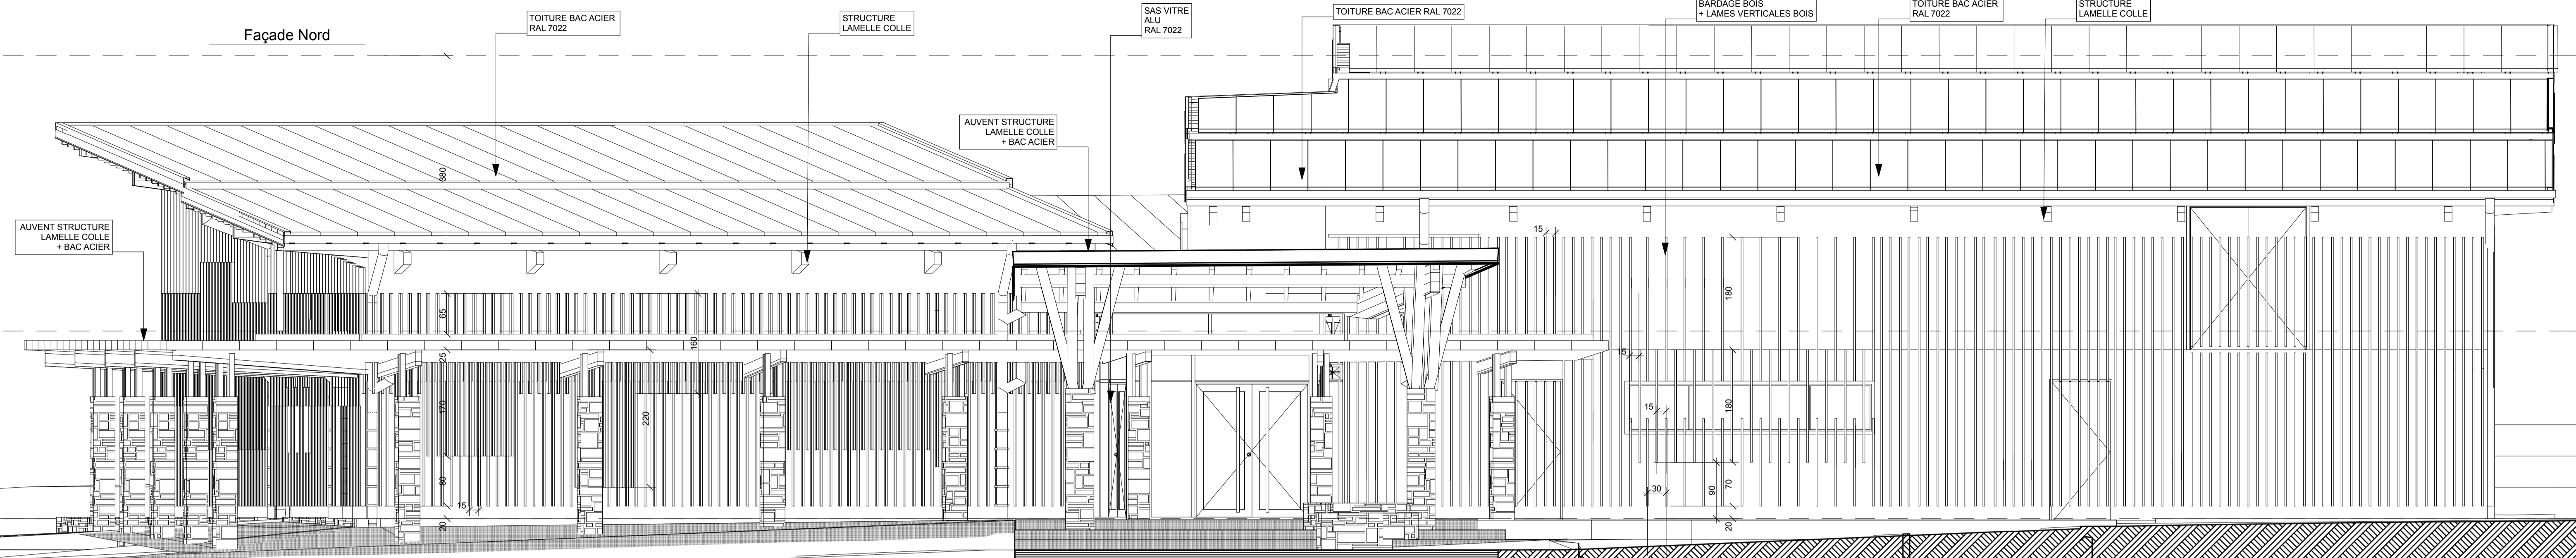 Façade Nord
TOITURE BAC ACIER
RAL 7022
STRUCTURE
LAMELLE COLLE
SAS VITRE
ALU
RAL 7022
TOITURE BAC ACIER RAL 7022
BARDAGE BOIS
+ LAMES VERTICALES BOIS
TOITURE BAC ACIER
RAL 7022
STRUCTURE
LAMELLE COLLE
AUVENT STRUCTURE
LAMELLE COLLE
+ BAC ACIER
AUVENT STRUCTURE
LAMELLE COLLE
+ BAC ACIER
380
65
25
170
80
20
15
160
220
15
180
15
180
15
30
90
70
20